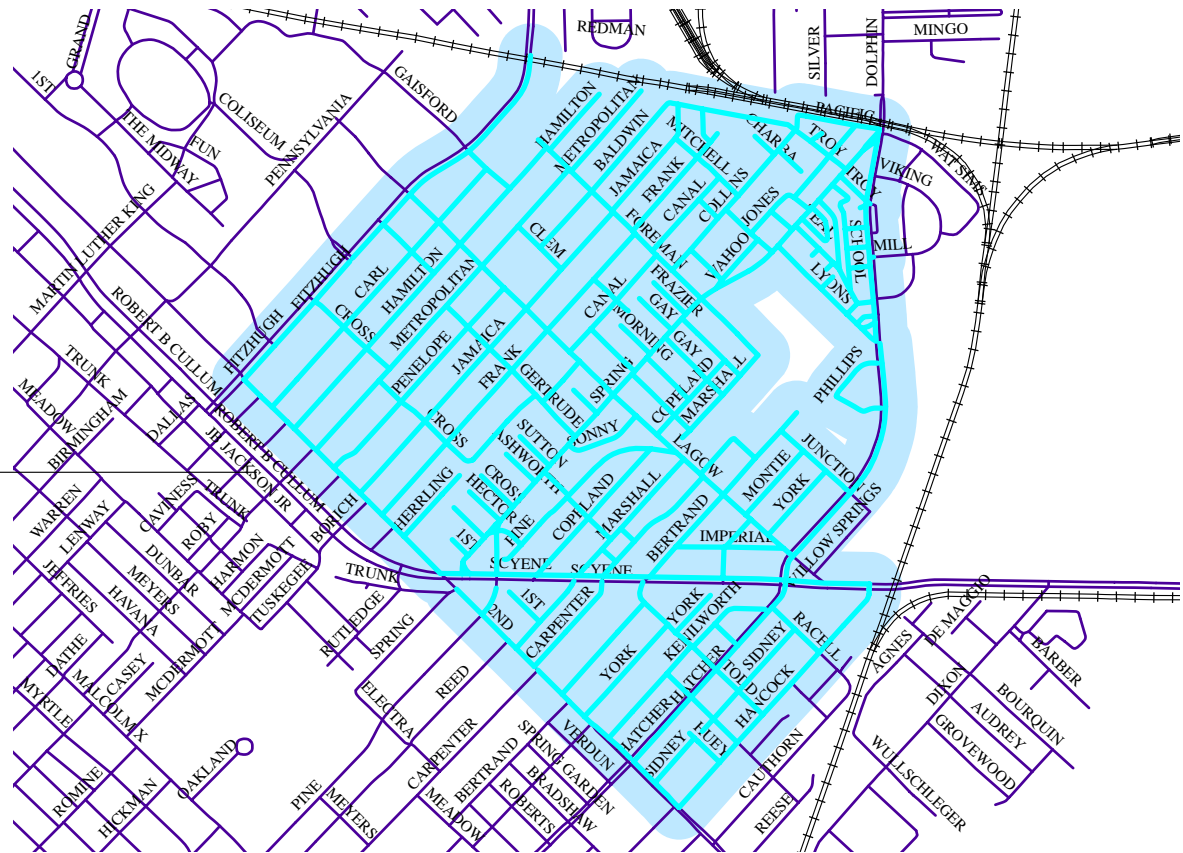 REDMAN
MINGO
GRAND
SILVER
DOLPHIN
1ST
GAISFORD
COLISEUM
PENNSYLVANIA
HAMILTON
METROPOLITAN
PACIFIC
THE MIDWAY
FUN
BALDWIN
MITCHELL
CHARBA
TROY
WATSIMS
JAMAICA
FRANK
CANAL
COLLINS
JONES
TROY
VIKING
MARTIN LUTHER KING
CLEM
FOREMAN
WAHOO
SCHOOL
MILL
LYONS
FITZHUGH
CARL
HAMILTON
METROPOLITAN
CANAL
FRAZIER
ROBERT B CULLUM
FITZHUGH
CROSS
PENELOPE
JAMAICA
FRANK
GAY
MORNING
GAY
TRUNK
MEADOW
BIRMINGHAM
DALLAS
GERTRUDE
SPRING
COPELAND
MARSHALL
PHILLIPS
ROBERT B CULLUM
JB JACKSON JR
CROSS
SUTTON
SONNY
ASHWORTH
LAGOW
JUNCTION
MONTIE
YORK
WARREN
LENWAY
CAVINESS
TRUNK
ROBY
BORICH
HERRLING
CROSS
HECTOR
COPELAND
MARSHALL
BERTRAND
WILLOW SPRINGS
1ST
PINE
IMPERIAL
JEFFRIES
DUNBAR
MEYERS
HAVANA
HARMON
MCDERMOTT
TUSKEGEE
TRUNK
SCYENE
SCYENE
RUTLEDGE
SPRING
2ND
1ST
CARPENTER
YORK
KENILWORTH
RACELL
SIDNEY
DATHE
CASEY
MCDERMOTT
MALCOLM X
MYRTLE
ELECTRA
REED
YORK
HATCHER
HATCHER
TOLD
HANCOCK
AGNES
DE MAGGIO
BARBER
DIXON
BOURQUIN
AUDREY
GROVEWOOD
OAKLAND
ROMINE
HICKMAN
PINE
MEYERS
CARPENTER
MEADOW
BERTRAND
SPRING GARDEN
BRADSHAW
ROBERTS
VERDUN
SIDNEY
HUEY
CAUTHORN
REESE
WULLSCHLEGER